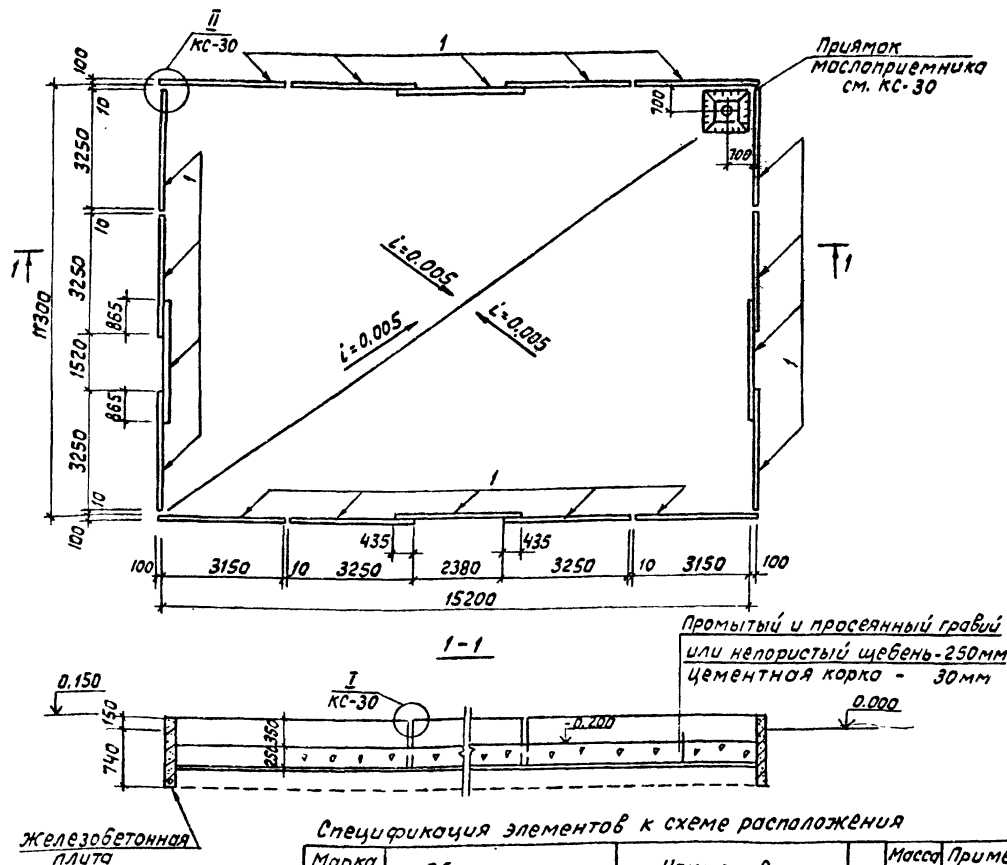 II
КС-30
1
Приямок
маслоприемника
см. КС-30
100
10
3250
10
3250
865
1520
865
3250
10
100
11300
1
1
1
1
700
700
i=0.005
i=0.005
i=0.005
1
435
435
100
3150
10
3250
2380
3250
10
3150
100
15200
1-1
Промытый и просеянный гравий
или непористый щебень-250мм
цементная корка - 30мм
0.150
I
КС-30
0.000
150
740
250
350
-0.200
Железобетонная
плита
Спецификация элементов к схеме расположения
Марка
Масса